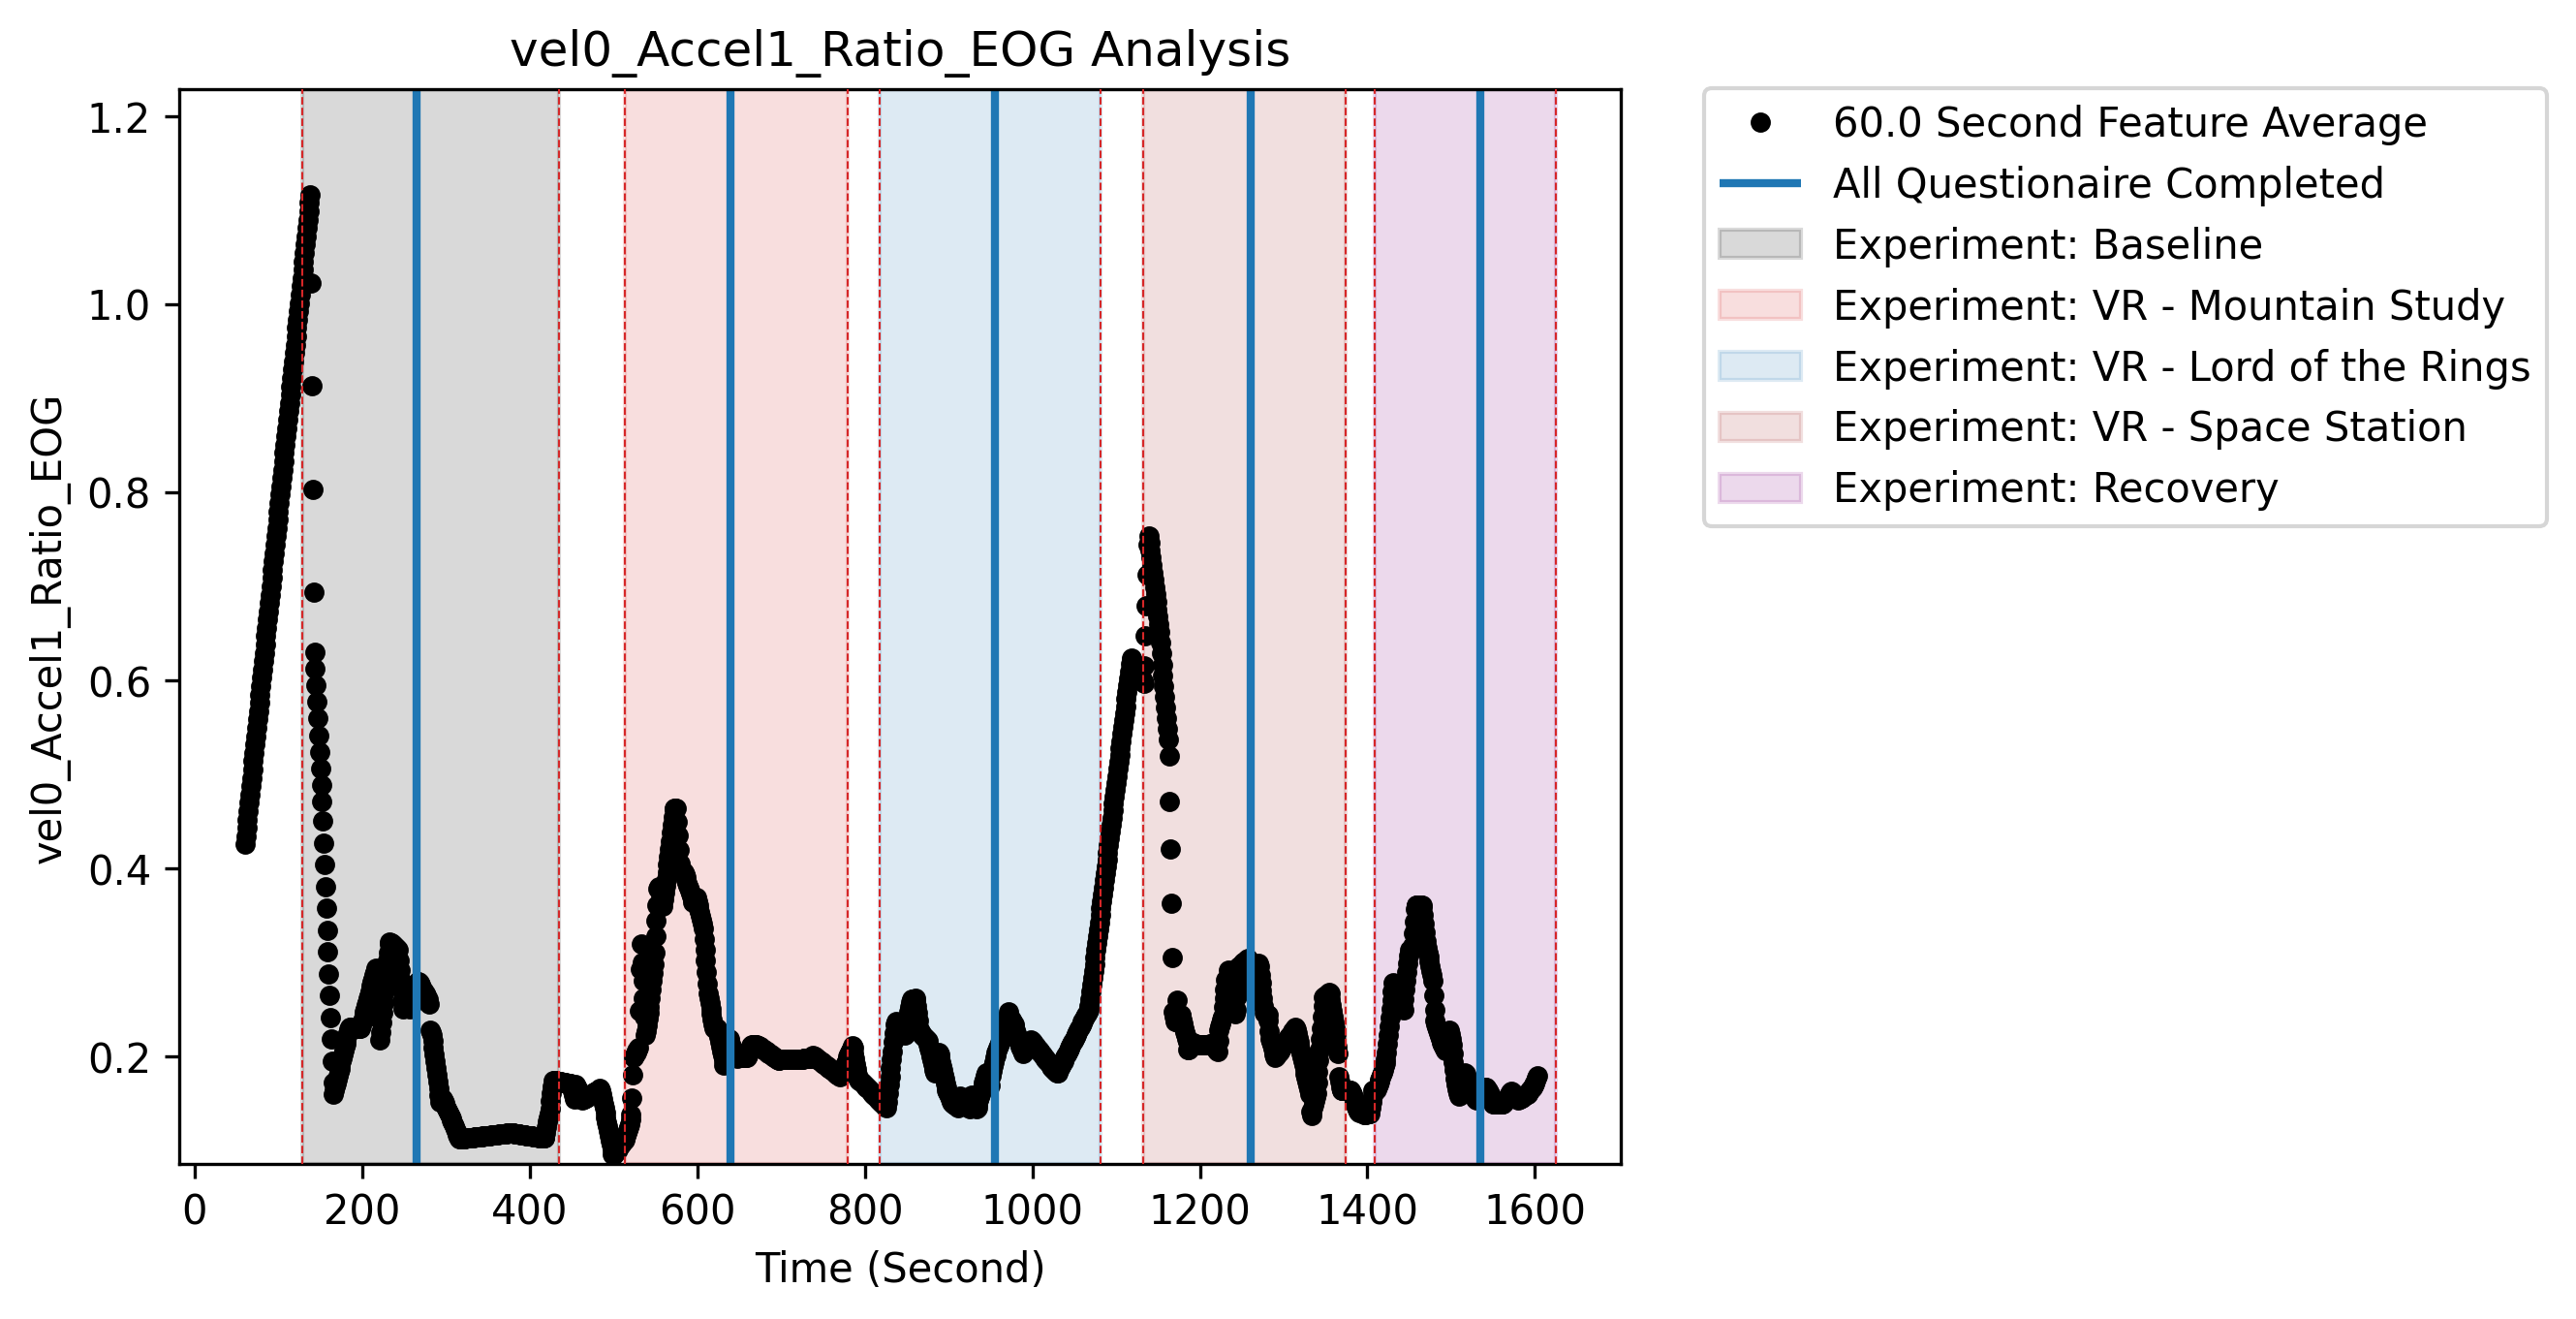 vel0_Accel1_Ratio_EOG Analysis
vel0_Accel1_Ratio_EOG
1.2
1.0
0.8
0.6
0.4
0.2
0 200 400 600 800 1000 1200 1400 1600
Time (Second)
60.0 Second Feature Average
All Questionaire Completed
Experiment: Baseline
Experiment: VR - Mountain Study
Experiment: VR - Lord of the Rings
Experiment: VR - Space Station
Experiment: Recovery